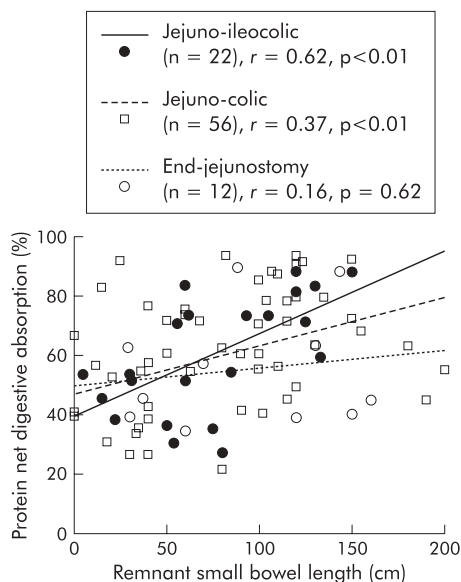 Jejuno-ileocolic
(n = 22), r = 0.62, p<0.01
Jejuno-colic
(n = 56), r = 0.37, p<0.01
End-jejunostomy
(n = 12), r = 0.16, p = 0.62
Protein net digestive absorption (%)
100
80
60
40
20
0
0
50
100
150
200
Remnant small bowel length (cm)